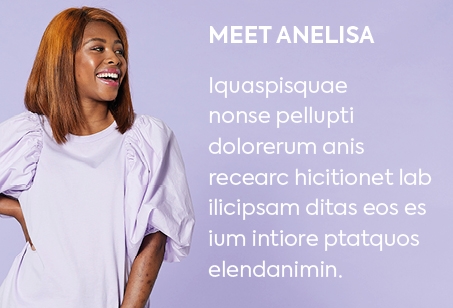 MEET ANELISA
Iquaspisquae
nonse pellupti
dolorerum anis
recearc hicitionet lab
ilicipsam ditas eos es
ium intiore ptatquos
elendanimin.